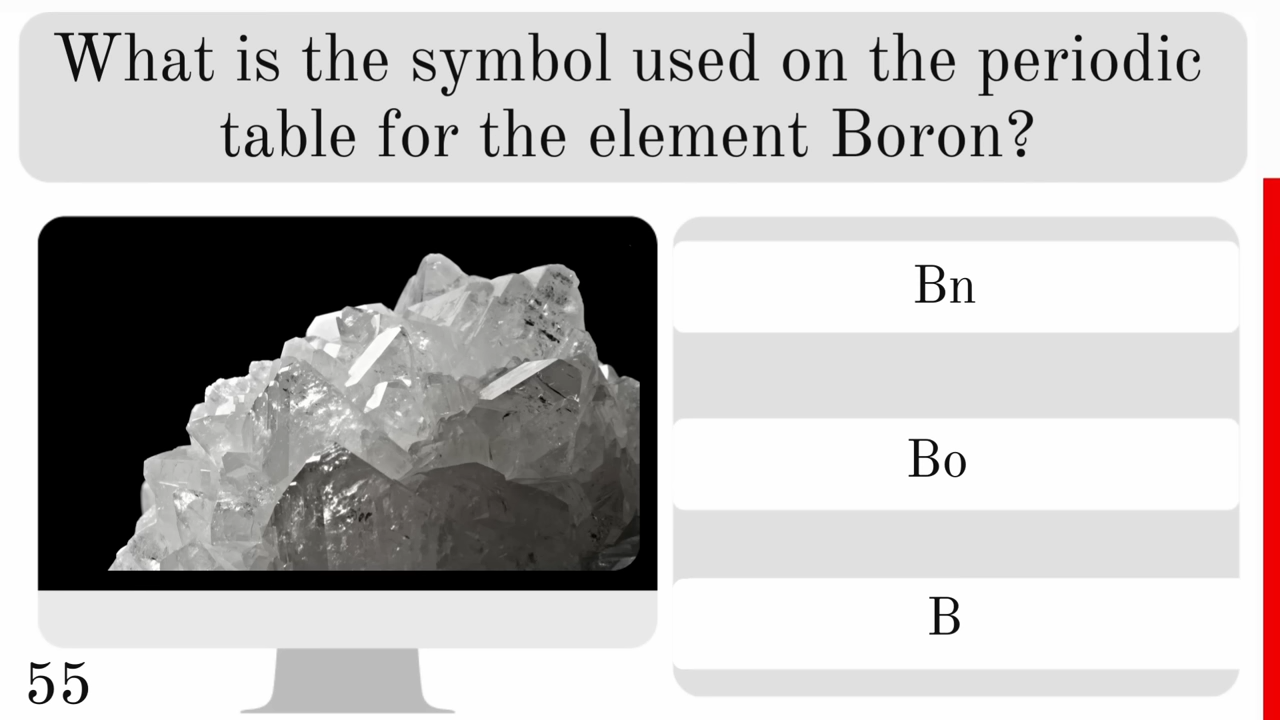 What is the symbol used on the periodic
table for the element Boron?
Bn
Bo
B
55